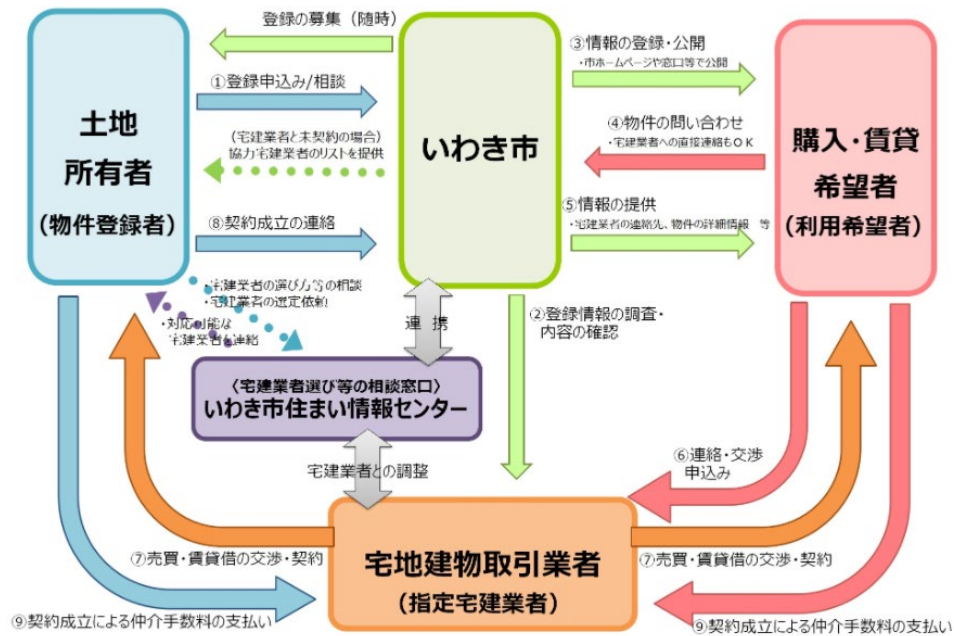 登録の募集（随時）
①登録申込み/相談
（宅建業者と未契約の場合）
協力宅建業者のリストを提供
⑧契約成立の連絡
土地
所有者
（物件登録者）
いわき市
③情報の登録・公開
・市ホームページや窓口等で公開
④物件の問い合わせ
・宅建業者への直接連絡もＯＫ
⑤情報の提供
・宅建業者の連絡先、物件の詳細情報　等
購入・賃貸
希望者
（利用希望者）
・宅建業者の選び方等の相談
・宅建業者の選定依頼
・対応可能な
宅建業者を連絡
連　携
②登録情報の調査・
内容の確認
〈宅建業者選び等の相談窓口〉
いわき市住まい情報センター
宅建業者との調整
⑥連絡・交渉
申込み
宅地建物取引業者
（指定宅建業者）
⑦売買・賃貸借の交渉・契約
⑦売買・賃貸借の交渉・契約
⑨契約成立による仲介手数料の支払い
⑨契約成立による仲介手数料の支払い